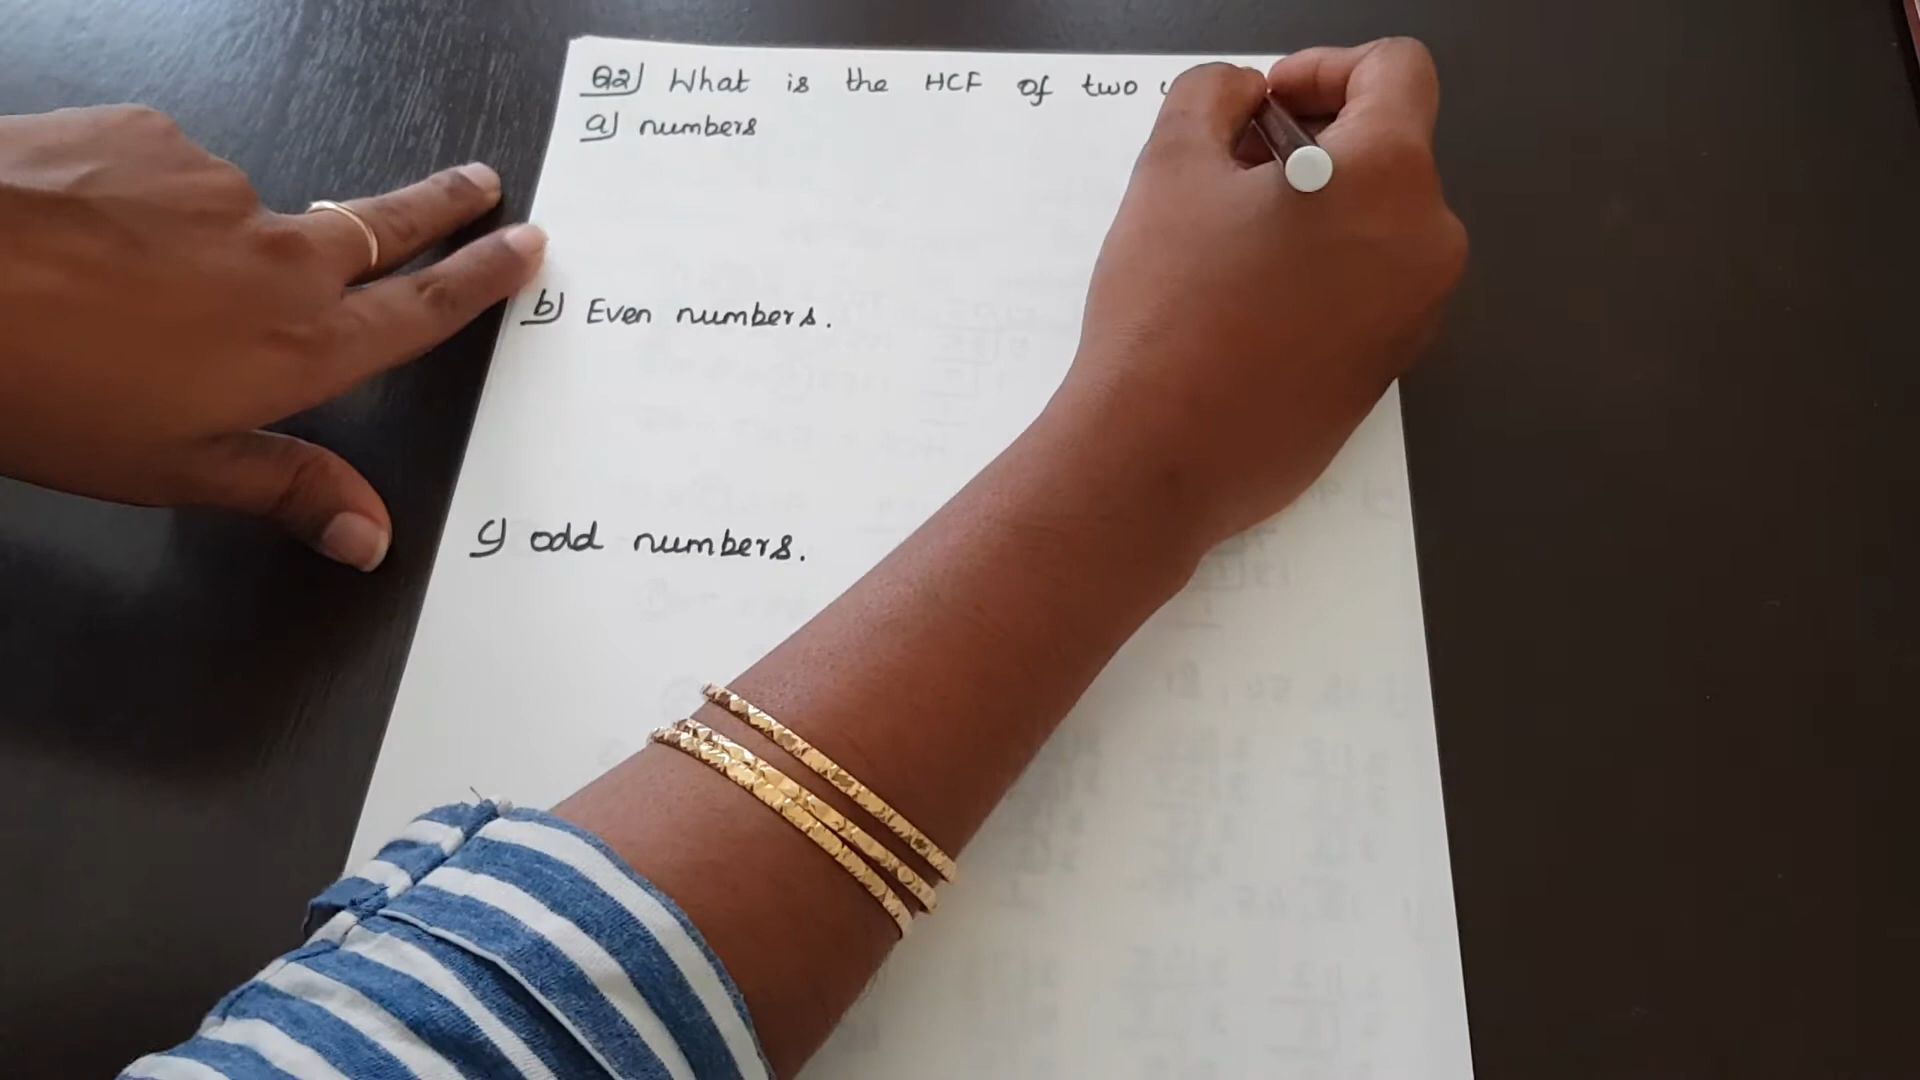 Q2) What is the HCF of two
a) numbers
b) Even numbers.
c) odd numbers.